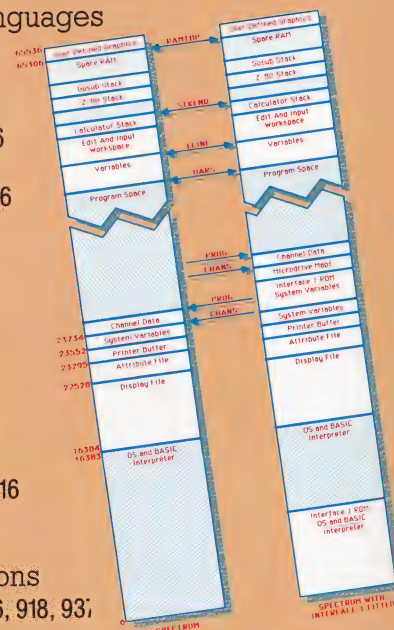 nguages
6
6
16
ons
6, 918, 937
65536
65306
User Defined Graphics
Spare RAM
Gosub Stack
Z-80 Stack
Calculator Stack
Edit And Input
Workspace
Variables
Program Space
Channel Data
System Variables
Printer Buffer
Attribute File
Display File
OS and BASIC
Interpreter
23734
23552
23295
22528
16384
16383
0
SPECTRUM
RAMTOP
STKEND
ELINE
VARS
PROG
CHANS
PROG
CHANS
User Defined Graphics
Spare RAM
Gosub Stack
Z-80 Stack
Calculator Stack
Edit And Input
Workspace
Variables
Program Space
Channel Data
Microdrive Maps
Interface 1 ROM
System Variables
System Variables
Printer Buffer
Attribute File
Display File
OS and BASIC
Interpreter
Interface 1 ROM
OS and BASIC
Interpreter
SPECTRUM WITH
INTERFACE 1 FITTED